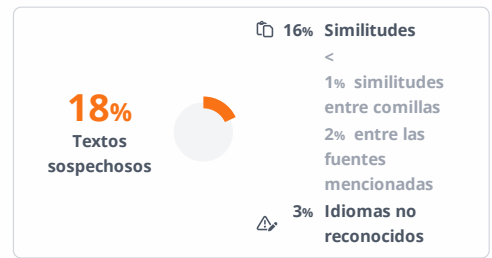 18%
Textos
sospechosos
16% Similitudes
<
1% similitudes
entre comillas
2% entre las
fuentes
mencionadas
3% Idiomas no
reconocidos